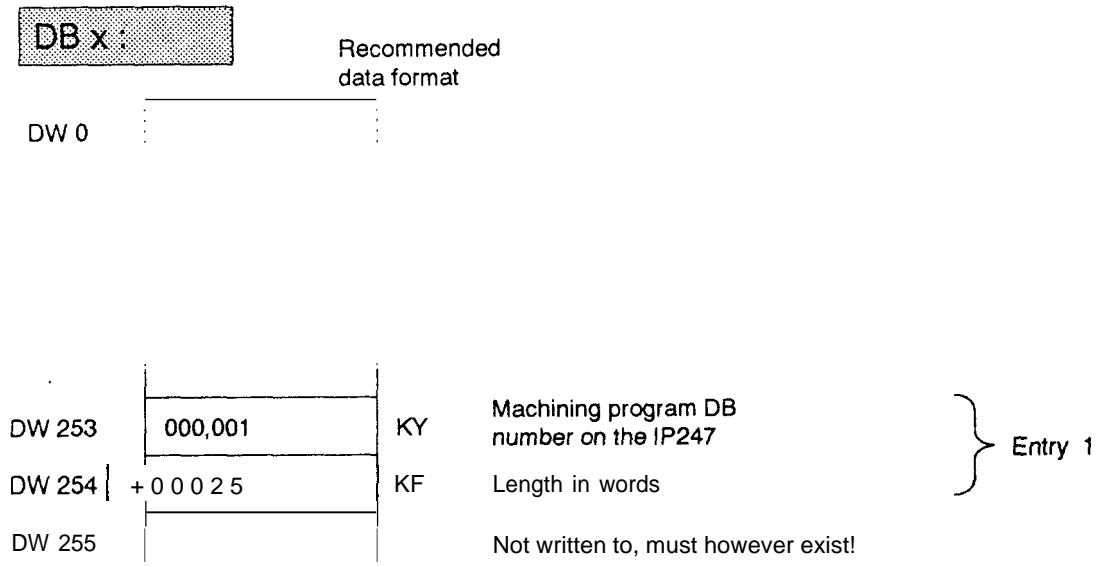 DB x :
Recommended
data format
DW 0
DW 253 000,001 KY Machining program DB
number on the IP247
Entry 1
DW 254 +00025 KF Length in words
DW 255 Not written to, must however exist!